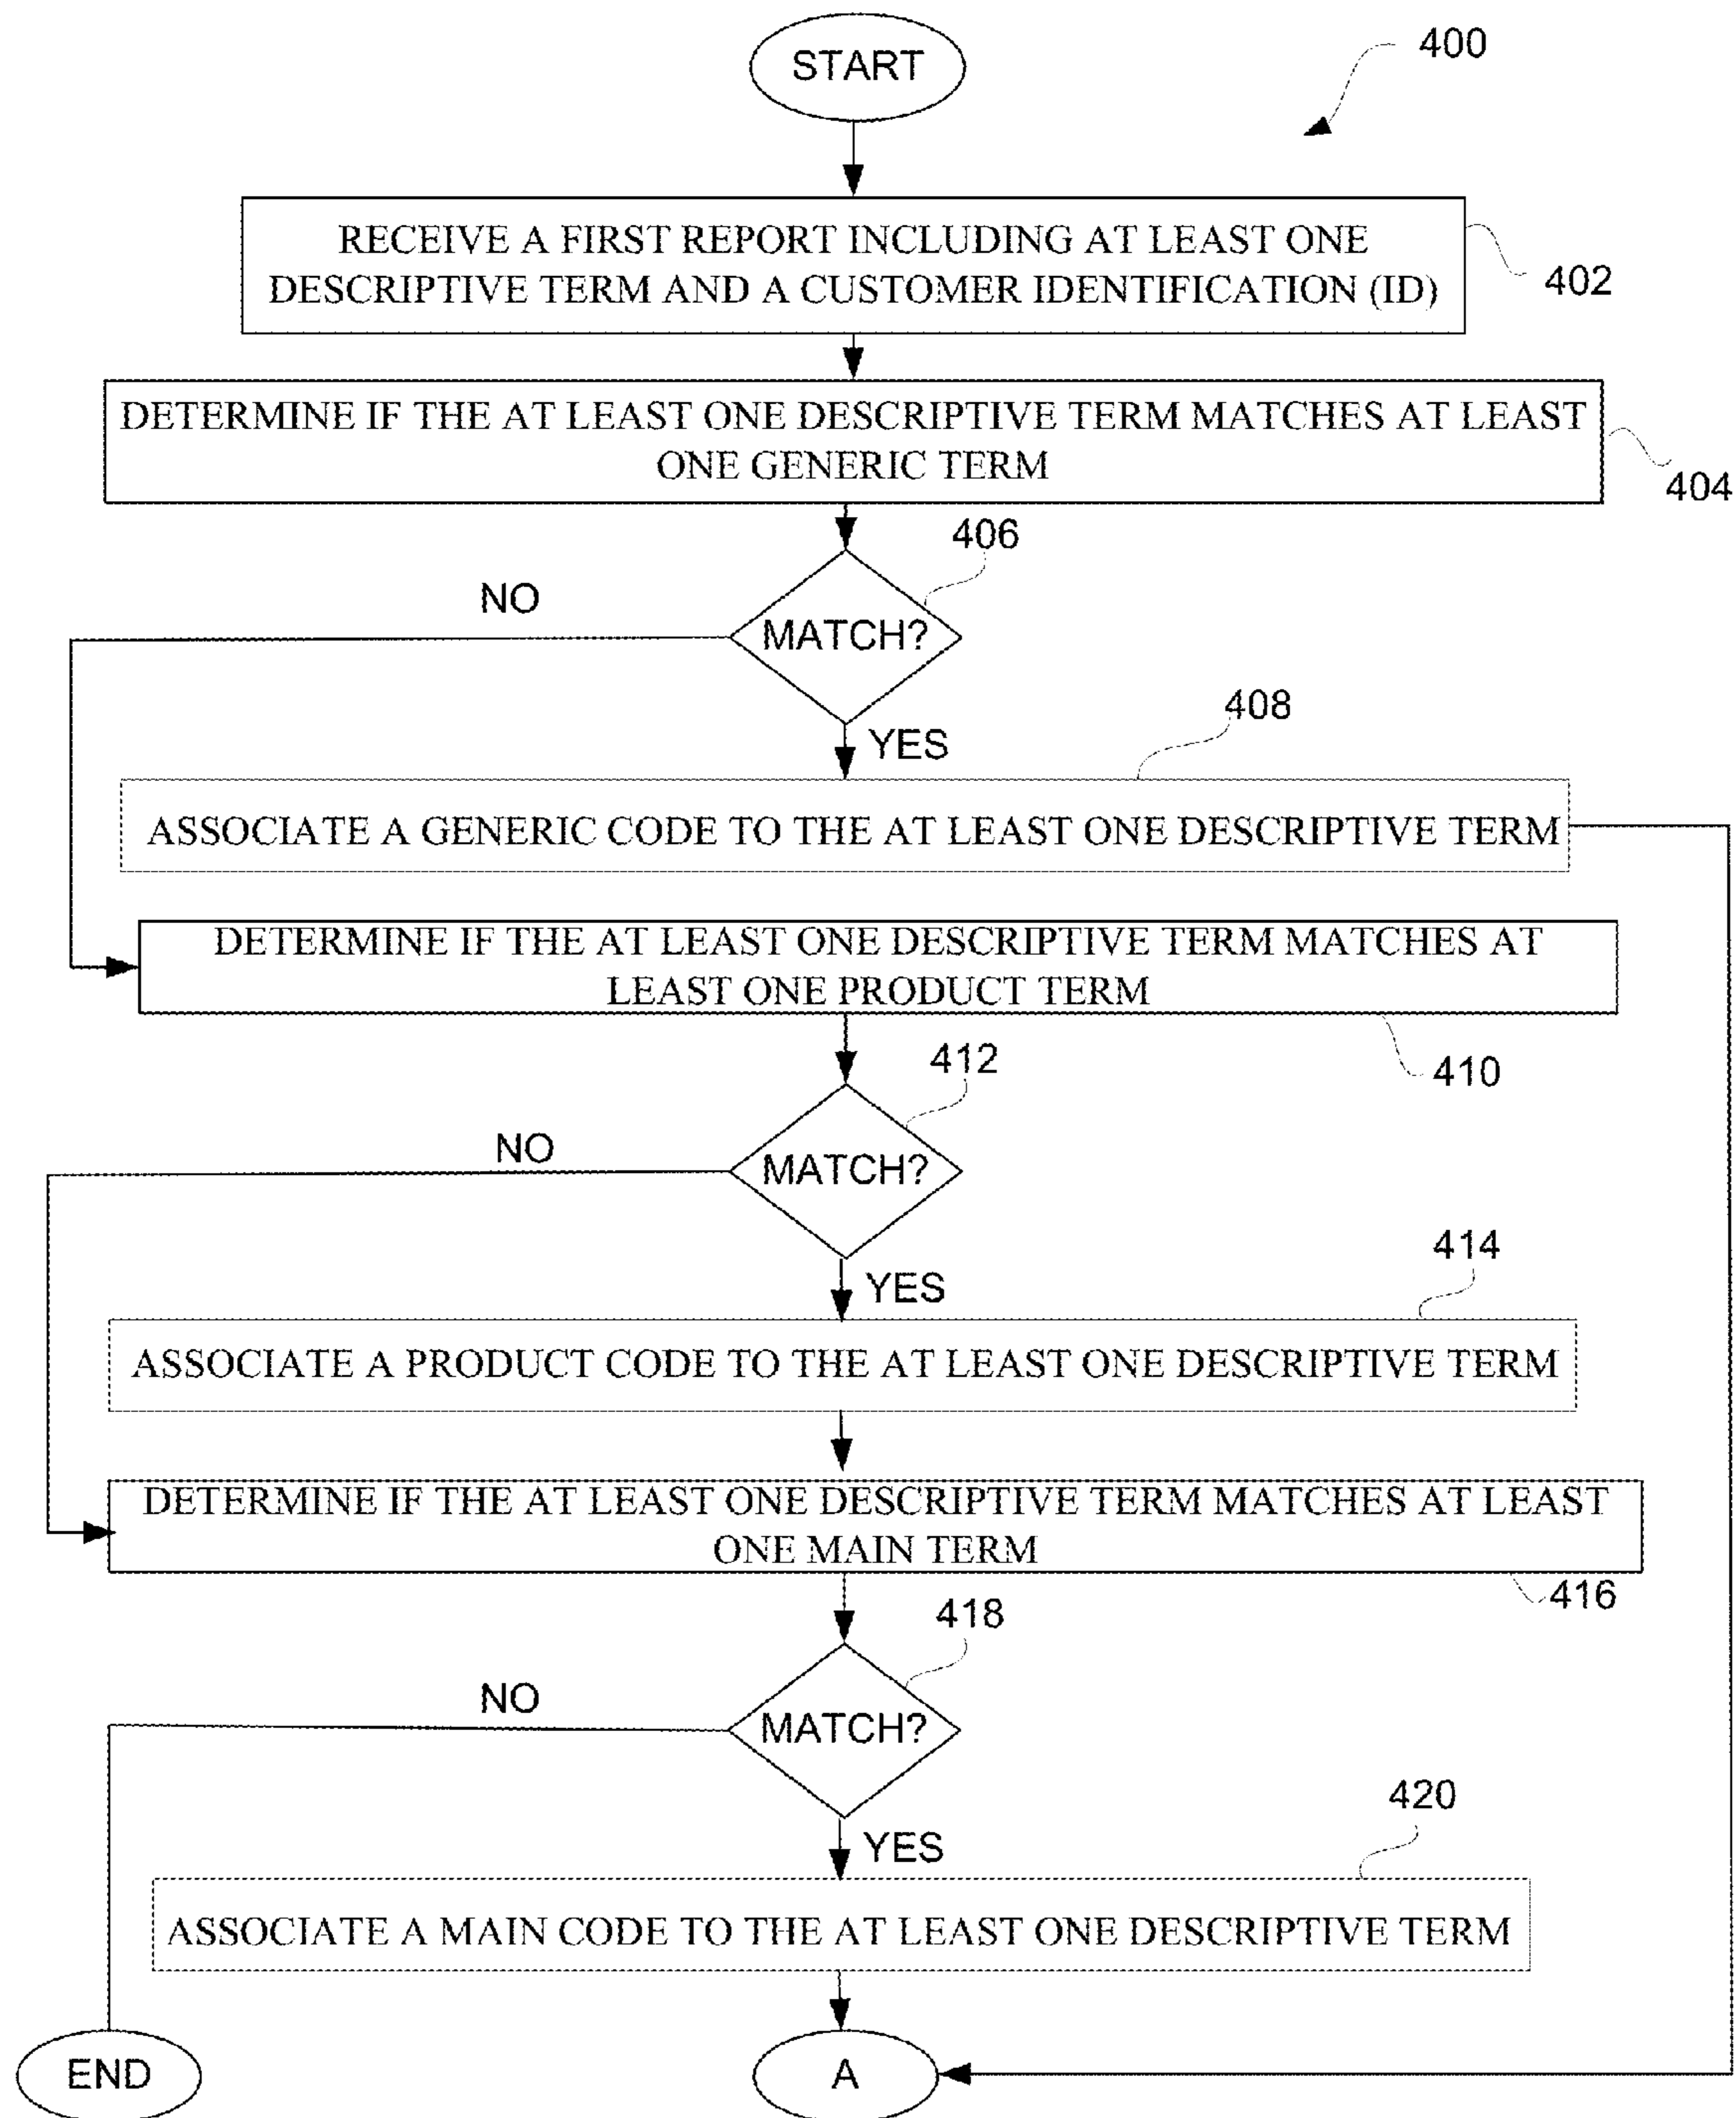 START
400
RECEIVE A FIRST REPORT INCLUDING AT LEAST ONE
DESCRIPTIVE TERM AND A CUSTOMER IDENTIFICATION (ID)
402
DETERMINE IF THE AT LEAST ONE DESCRIPTIVE TERM MATCHES AT LEAST
ONE GENERIC TERM
404
406
NO
MATCH?
YES
408
ASSOCIATE A GENERIC CODE TO THE AT LEAST ONE DESCRIPTIVE TERM
DETERMINE IF THE AT LEAST ONE DESCRIPTIVE TERM MATCHES AT
LEAST ONE PRODUCT TERM
410
412
NO
MATCH?
YES
414
ASSOCIATE A PRODUCT CODE TO THE AT LEAST ONE DESCRIPTIVE TERM
DETERMINE IF THE AT LEAST ONE DESCRIPTIVE TERM MATCHES AT LEAST
ONE MAIN TERM
416
418
NO
MATCH?
YES
420
ASSOCIATE A MAIN CODE TO THE AT LEAST ONE DESCRIPTIVE TERM
END
A